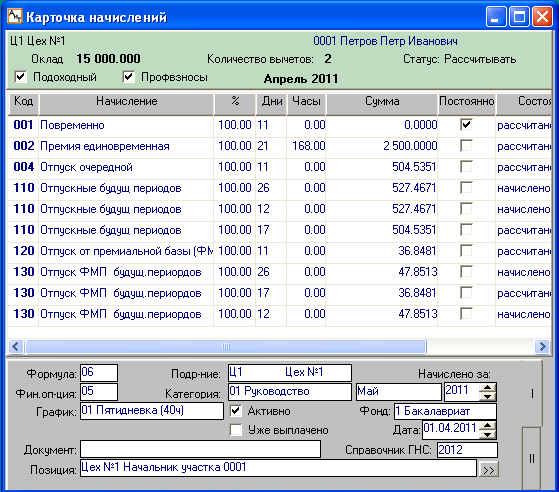 Карточка начислений
Ц1 Цех №1 0001 Петров Петр Иванович
Оклад 15 000.000 Количество вычетов: 2 Статус: Рассчитывать
Подоходный Профвзносы Апрель 2011
Код Начисление % Дни Часы Сумма Постоянно Состоя
001 Повременно 100.00 11 0.00 0.0000 рассчитано
002 Премия единовременная 100.00 21 168.00 2 500.0000 рассчитано
004 Отпуск очередной 100.00 11 0.00 504.5351 рассчитано
110 Отпускные будущ периодов 100.00 26 0.00 527.4671 начислено
110 Отпускные будущ периодов 100.00 12 0.00 527.4671 начислено
110 Отпускные будущ периодов 100.00 17 0.00 504.5351 рассчитано
120 Отпуск от премиальной базы (ФМ 100.00 11 0.00 36.8481 рассчитано
130 Отпуск ФМП будущ.периордов 100.00 26 0.00 47.8513 начислено
130 Отпуск ФМП будущ.периордов 100.00 17 0.00 36.8481 рассчитано
130 Отпуск ФМП будущ.периордов 100.00 12 0.00 47.8513 начислено
Формула: 06 Подр-ние: Ц1 Цех №1 Начислено за:
Фин.опция: 05 Категория: 01 Руководство Май 2011
График: 01 Пятидневка (40ч) Активно Фонд: 1 Бакалавриат
Уже выплачено Дата: 01.04.2011
Документ: Справочник ГНС: 2012
Позиция: Цех №1 Начальник участка 0001 >>
I
II